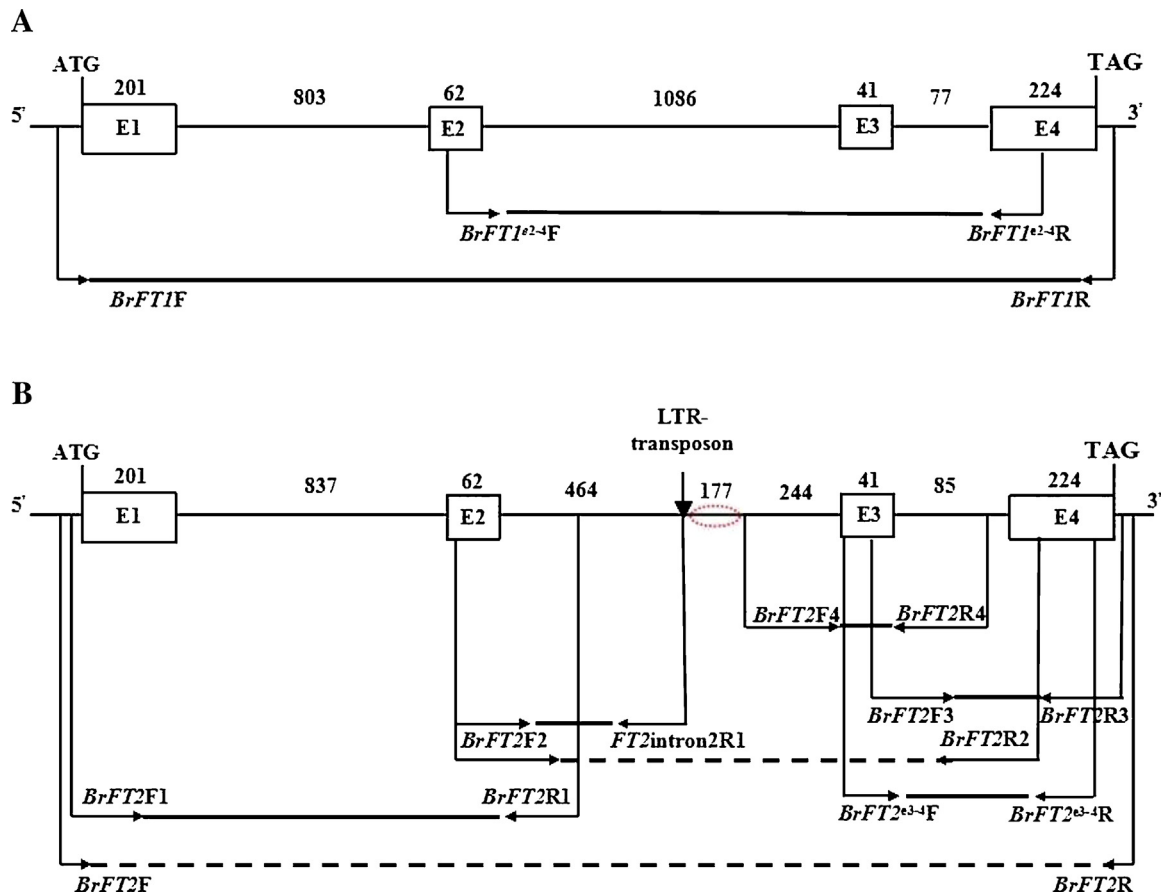 A
ATG
TAG
201 803 62 1086 41 77 224
5' E1 E2 E3 E4 3'
BrFT1e2-4F BrFT1e2-4R
BrFT1F BrFT1R
B
LTR-
transposon
ATG
TAG
201 837 62 464 177 244 41 85 224
5' E1 E2 E3 E4 3'
BrFT2F4 BrFT2R4
BrFT2F3 BrFT2R3
BrFT2F2 FT2intron2R1 BrFT2R2
BrFT2F1 BrFT2R1 BrFT2e3-4F BrFT2e3-4R
BrFT2F BrFT2R